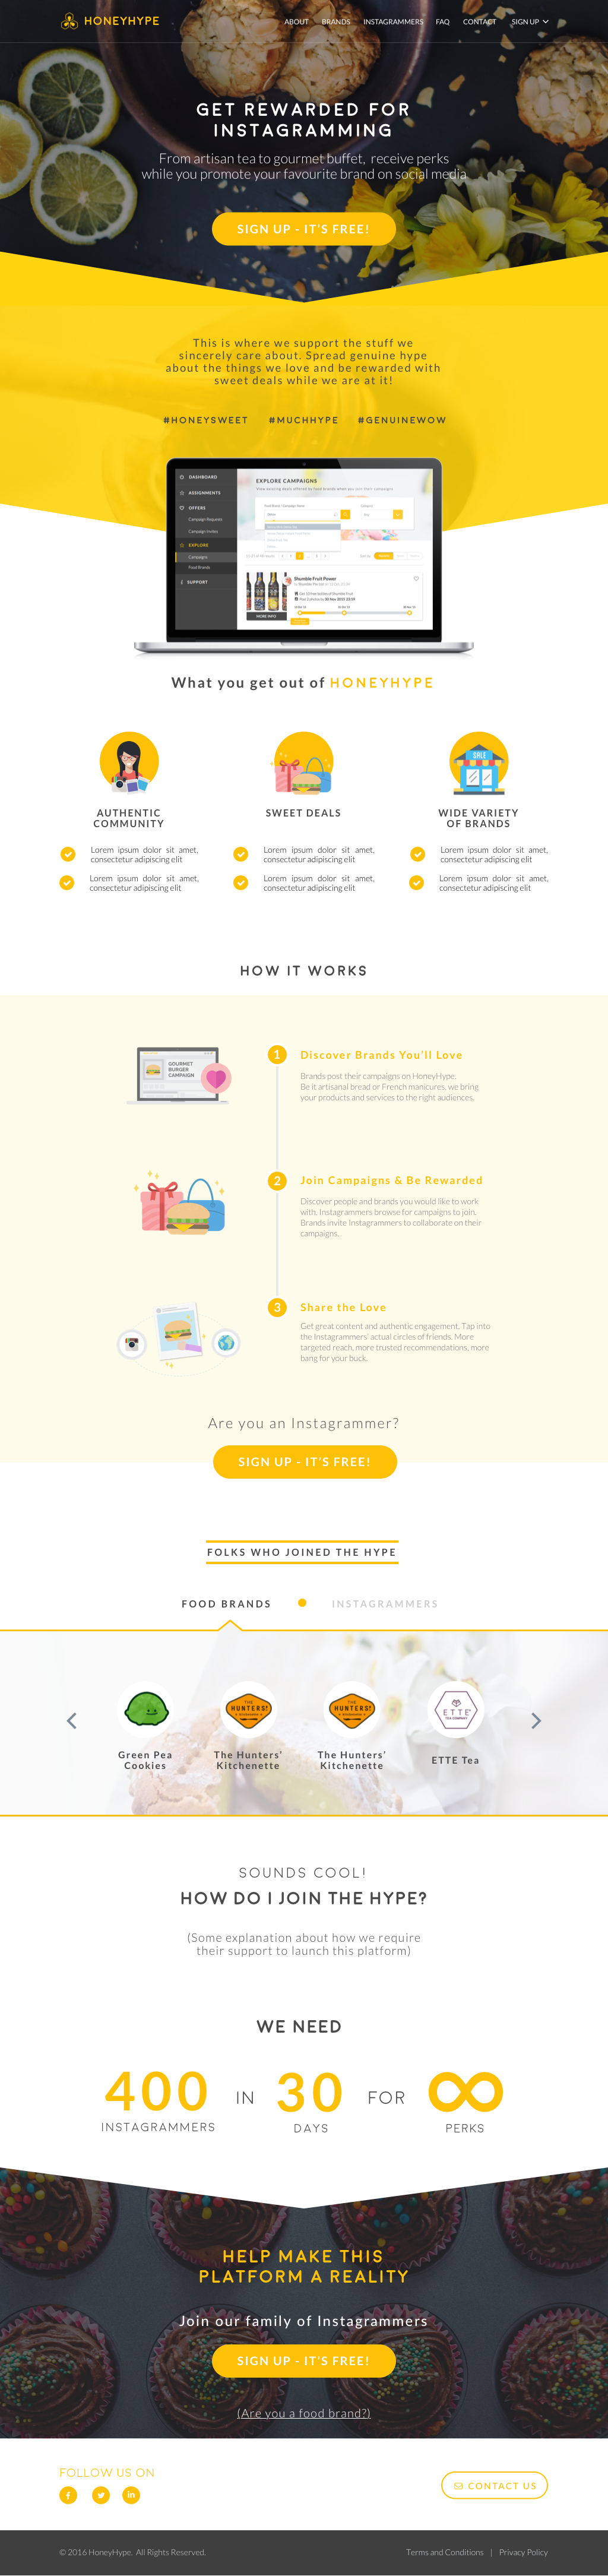 HONEYHYPE
ABOUT BRANDS INSTAGRAMMERS FAQ CONTACT SIGN UP
GET REWARDED FOR
INSTAGRAMMING
From artisan tea to gourmet buffet, receive perks
while you promote your favourite brand on social media
SIGN UP - IT'S FREE!
This is where we support the stuff we
sincerely care about. Spread genuine hype
about the things we love and be rewarded with
sweet deals while we are at it!
#HONEYSWEET #MUCHHYPE #GENUINEWOW
DASHBOARD
ASSIGNMENTS
OFFERS
Campaign Requests
Campaign Invites
EXPLORE
Campaigns
Food Brands
SUPPORT
EXPLORE CAMPAIGNS
Shumble Fruit Power
MORE INFO
What you get out of HONEYHYPE
SALE
AUTHENTIC
COMMUNITY
Lorem ipsum dolor sit amet,
consectetur adipiscing elit
Lorem ipsum dolor sit amet,
consectetur adipiscing elit
SWEET DEALS
Lorem ipsum dolor sit amet,
consectetur adipiscing elit
Lorem ipsum dolor sit amet,
consectetur adipiscing elit
WIDE VARIETY
OF BRANDS
Lorem ipsum dolor sit amet,
consectetur adipiscing elit
Lorem ipsum dolor sit amet,
consectetur adipiscing elit
HOW IT WORKS
GOURMET
BURGER
CAMPAIGN
1 Discover Brands You'll Love
Brands post their campaigns on HoneyHype.
Be it artisanal bread or French manicures, we bring
your products and services to the right audiences.
2 Join Campaigns & Be Rewarded
Discover people and brands you would like to work
with. Instagrammers browse for campaigns to join.
Brands invite Instagrammers to collaborate on their
campaigns.
3 Share the Love
Get great content and authentic engagement. Tap into
the Instagrammers' actual circles of friends. More
targeted reach, more trusted recommendations, more
bang for your buck.
Are you an Instagrammer?
SIGN UP - IT'S FREE!
FOLKS WHO JOINED THE HYPE
FOOD BRANDS INSTAGRAMMERS
THE HUNTERS'
THE HUNTERS'
ETTE
TEA COMPANY
Green Pea
Cookies
The Hunters'
Kitchenette
The Hunters'
Kitchenette
ETTE Tea
SOUNDS COOL!
HOW DO I JOIN THE HYPE?
(Some explanation about how we require
their support to launch this platform)
WE NEED
400 IN 30 FOR ∞
INSTAGRAMMERS DAYS PERKS
HELP MAKE THIS
PLATFORM A REALITY
Join our family of Instagrammers
SIGN UP - IT'S FREE!
(Are you a food brand?)
FOLLOW US ON
CONTACT US
© 2016 HoneyHype. All Rights Reserved.
Terms and Conditions | Privacy Policy